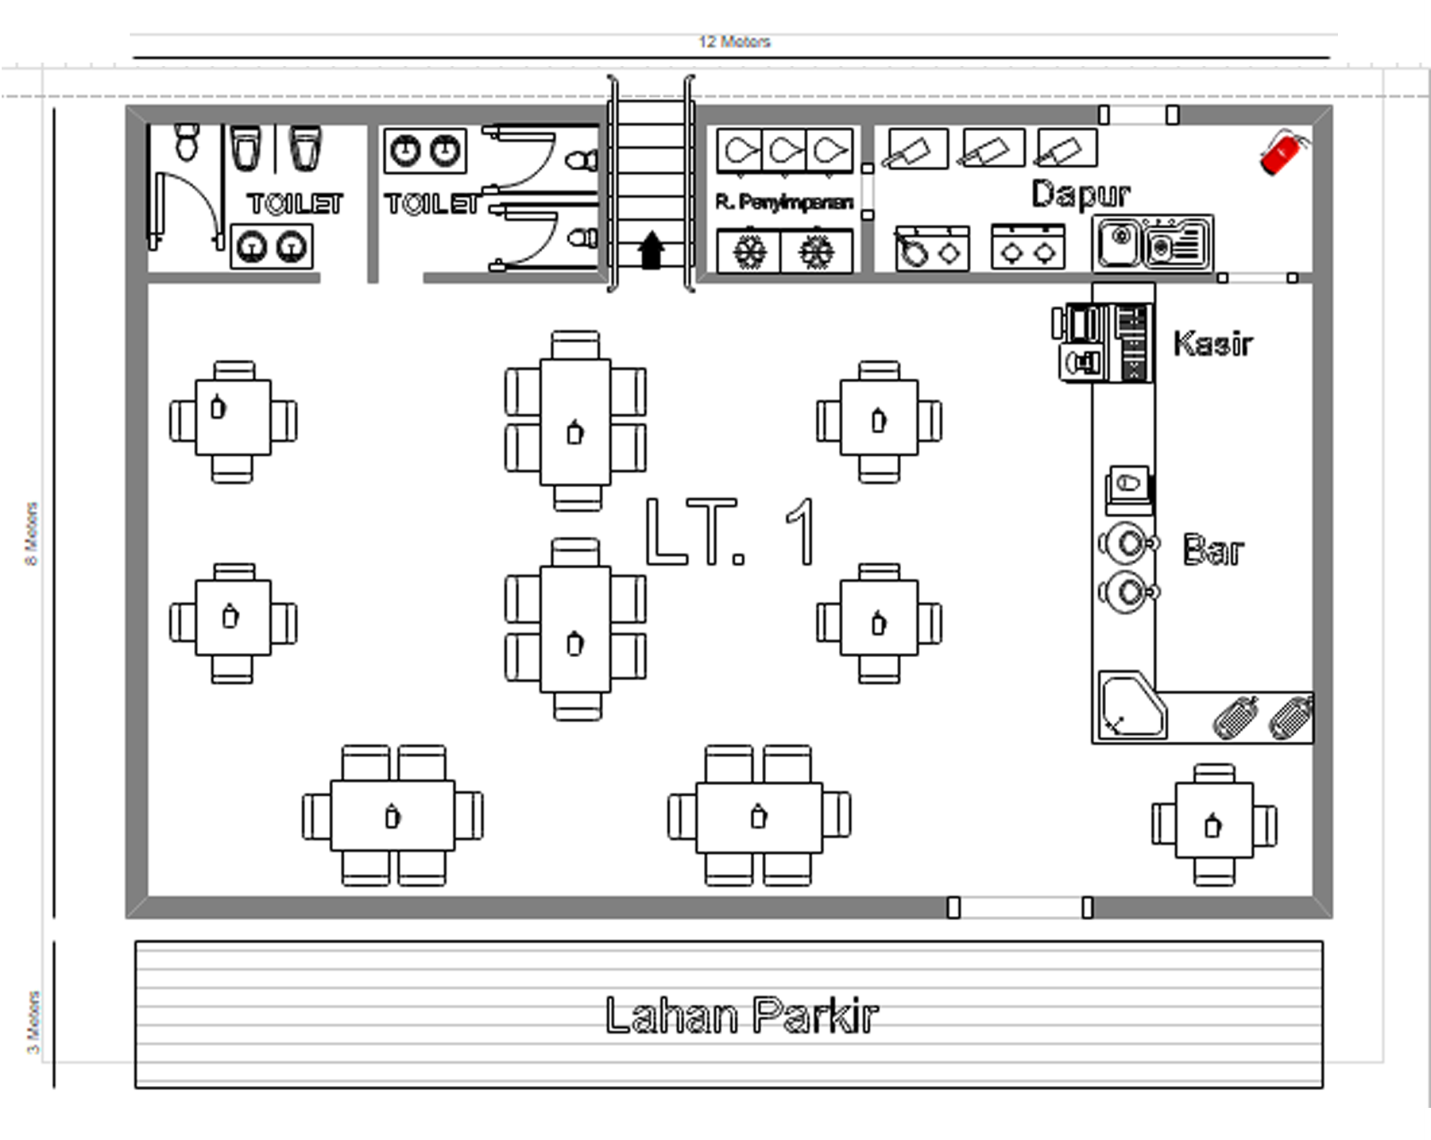 12 Meters
TOILET
TOILET
R. Penyimpanan
Dapur
Kasir
8 Meters
LT. 1
Bar
3 Meters
Lahan Parkir